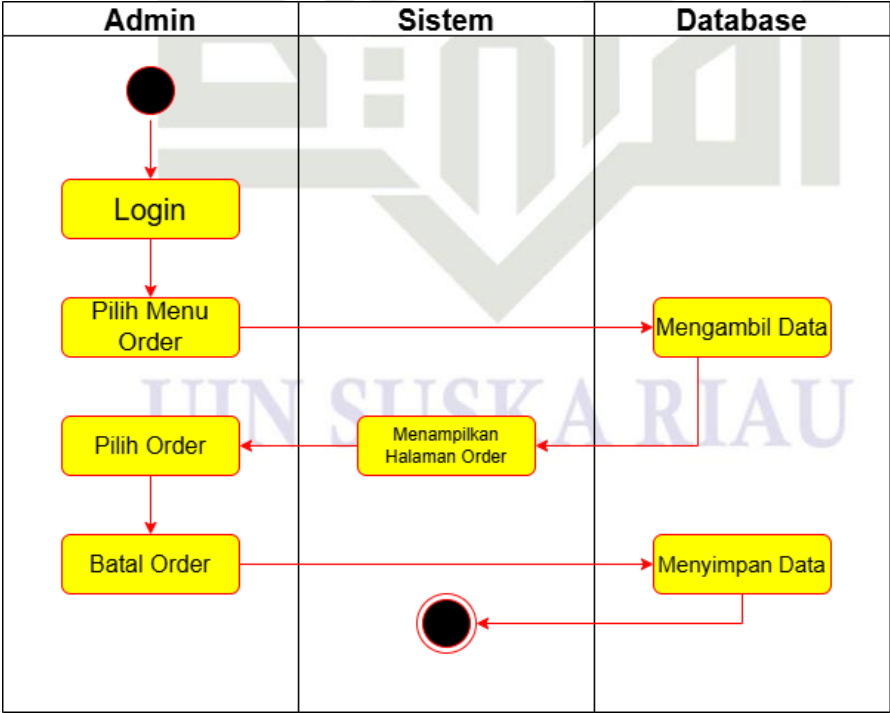 Admin
Sistem
Database
Login
Pilih Menu
Order
Mengambil Data
Menampilkan
Halaman Order
Pilih Order
Batal Order
Menyimpan Data
UIN SUSKA RIAU